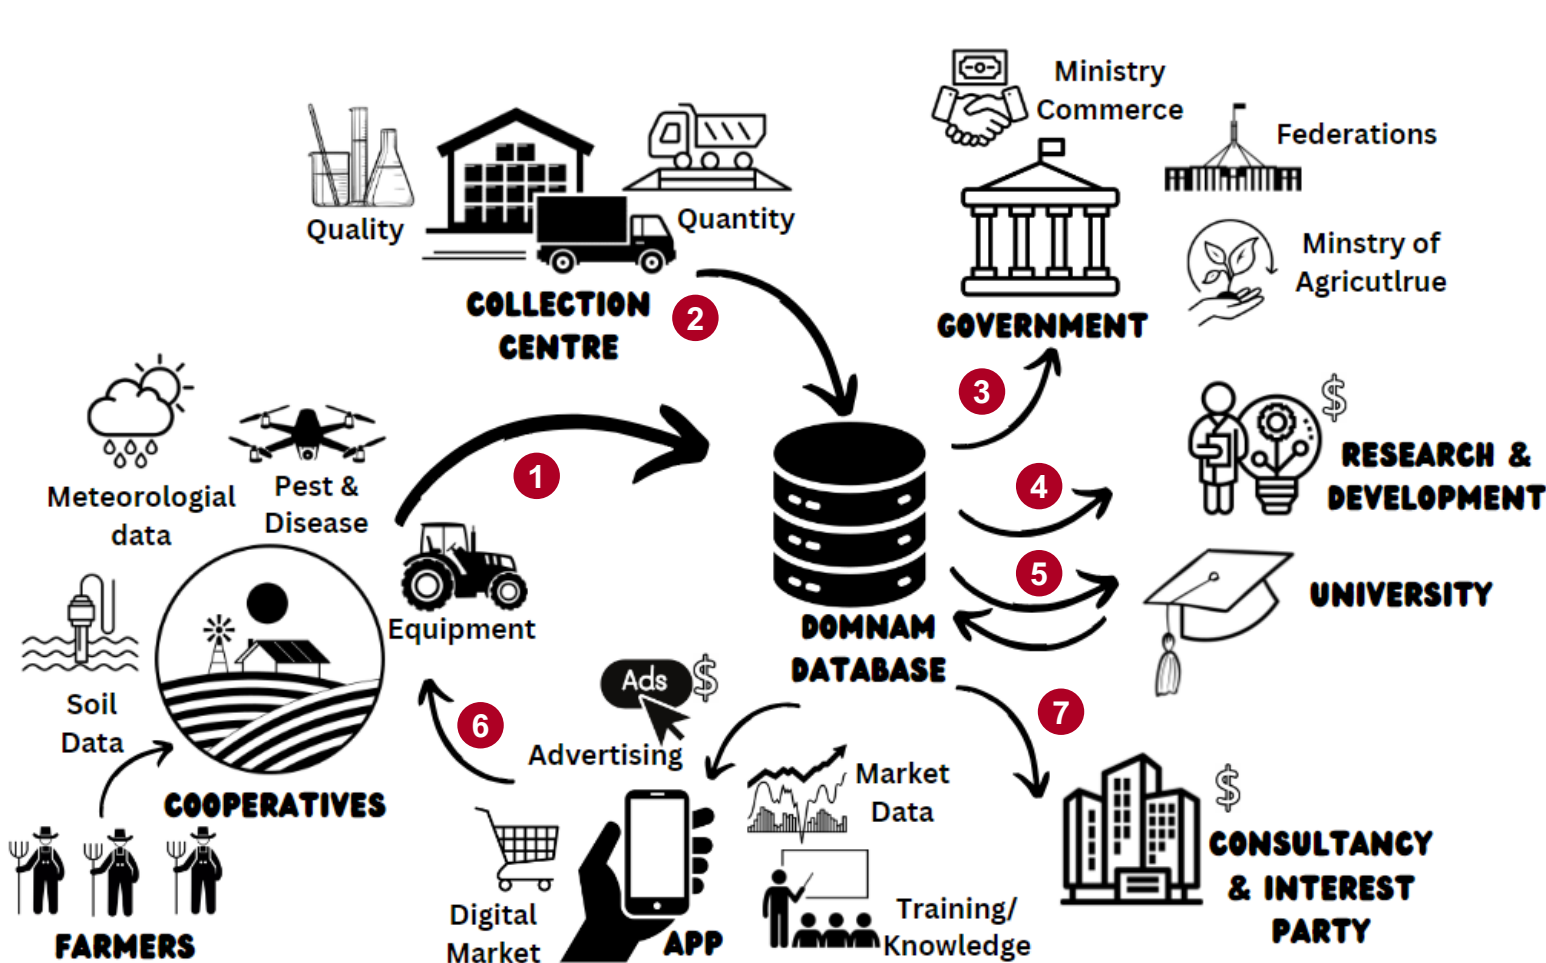 Ministry
Commerce
Federations
Quality
Quantity
Minstry of
Agricutlrue
COLLECTION
CENTRE
2
GOVERNMENT
3
$
RESEARCH &
DEVELOPMENT
Meteorologial
data
Pest &
Disease
1
4
5
UNIVERSITY
Equipment
DOMNAM
DATABASE
Soil
Data
Ads
$
6
7
Advertising
COOPERATIVES
Market
Data
$
CONSULTANCY
& INTEREST
PARTY
Digital
Market
APP
Training/
Knowledge
FARMERS